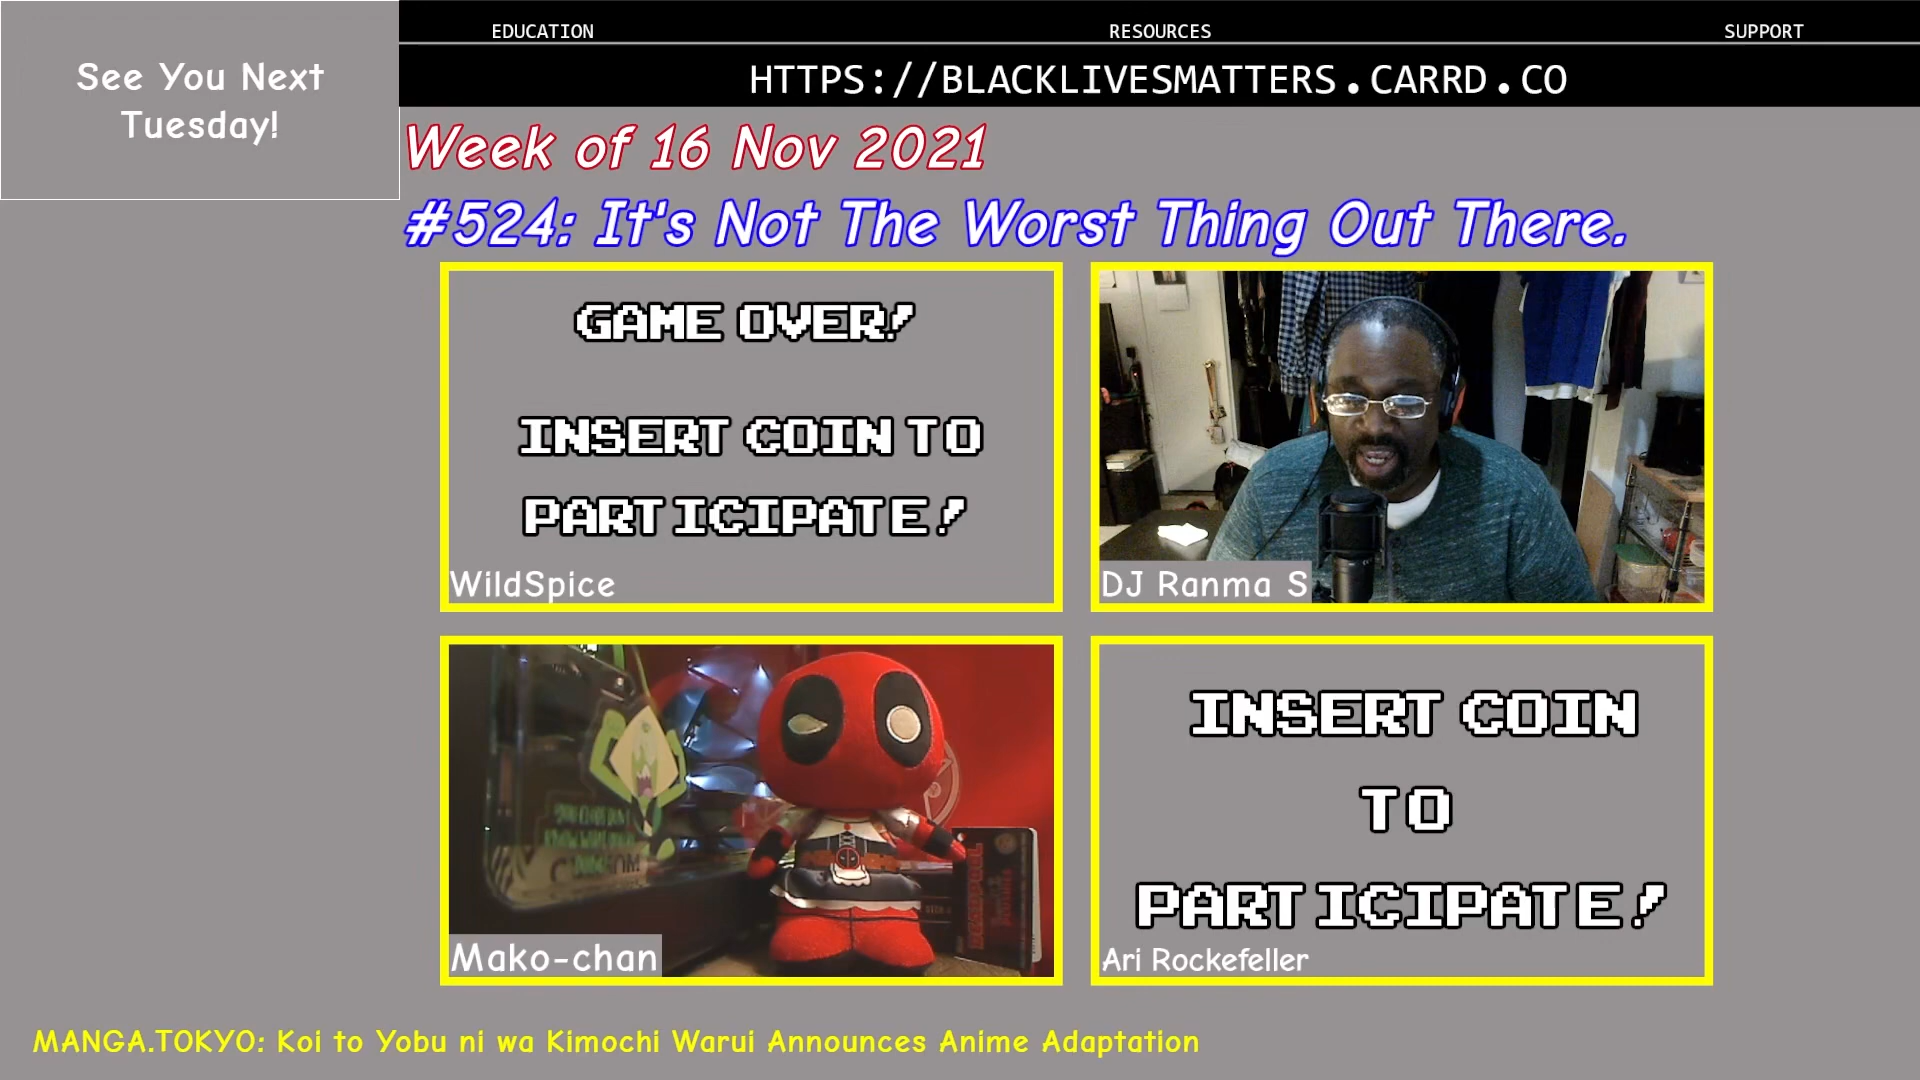 See You Next
Tuesday!
EDUCATION
RESOURCES
SUPPORT
HTTPS://BLACKLIVESMATTERS.CARRD.CO
Week of 16 Nov 2021
#524: It's Not The Worst Thing Out There.
GAME OVER!
INSERT COIN TO
PARTICIPATE!
WildSpice
DJ Ranma S
DEADPOOL
Mako-chan
INSERT COIN
TO
PARTICIPATE!
Ari Rockefeller
MANGA.TOKYO: Koi to Yobu ni wa Kimochi Warui Announces Anime Adaptation